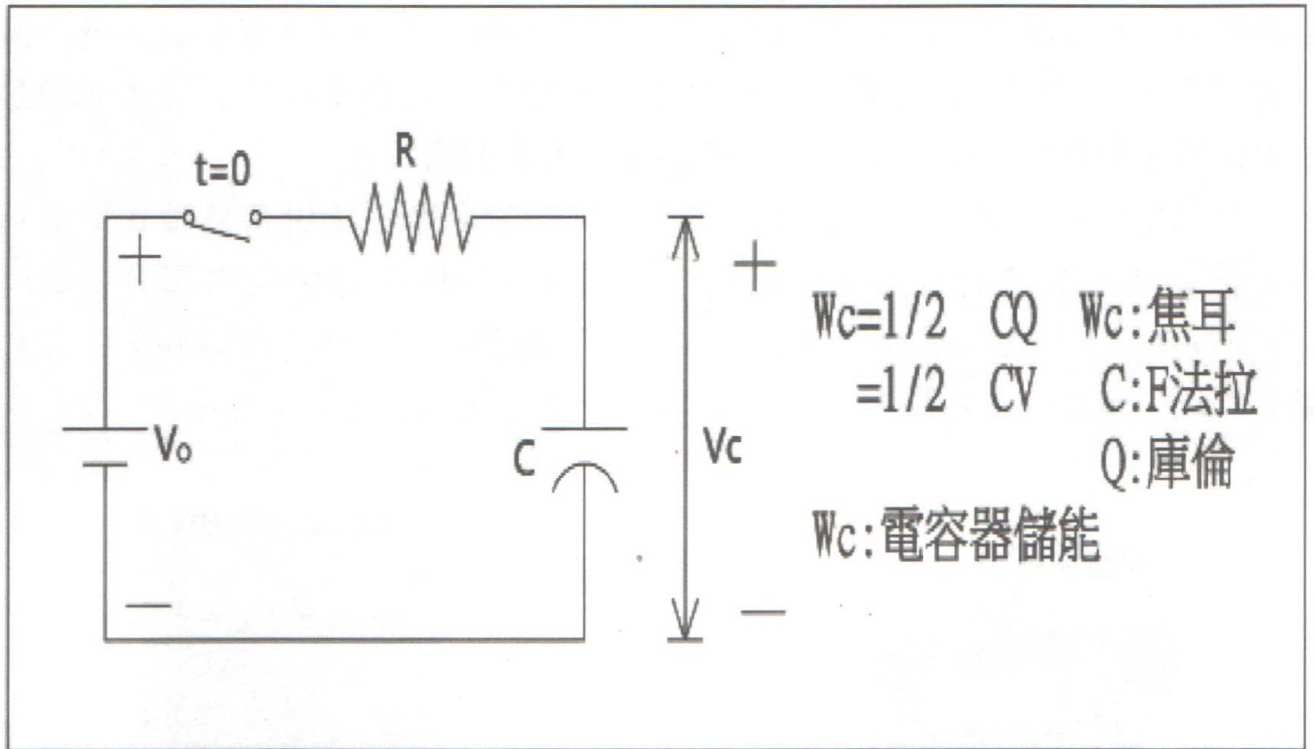 t=0
R
+
+
Wc=1/2 CQ Wc:焦耳
=1/2 CV C:F法拉
Vo
C
Vc
Q:庫倫
Wc:電容器儲能
—
—